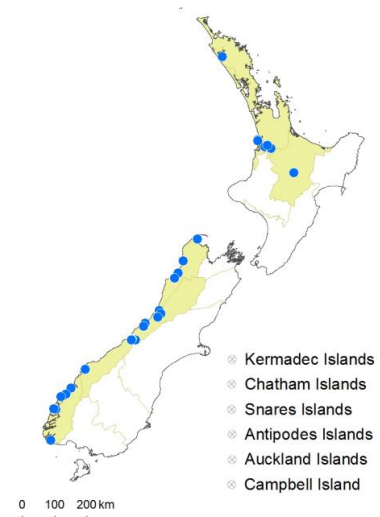 Kermadec Islands
Chatham Islands
Snares Islands
Antipodes Islands
Auckland Islands
Campbell Island
0 100 200 km